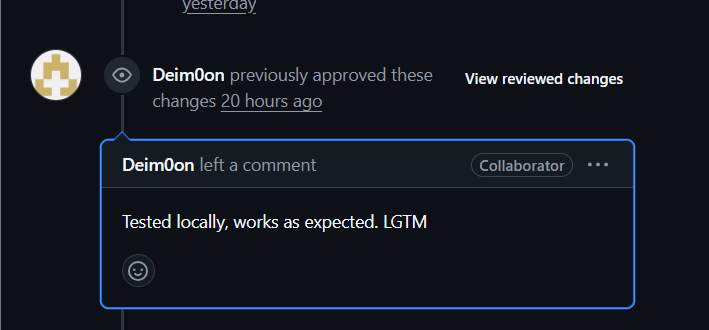 yesterday
Deim0on previously approved these
changes 20 hours ago
View reviewed changes
Deim0on left a comment
Collaborator
Tested locally, works as expected. LGTM